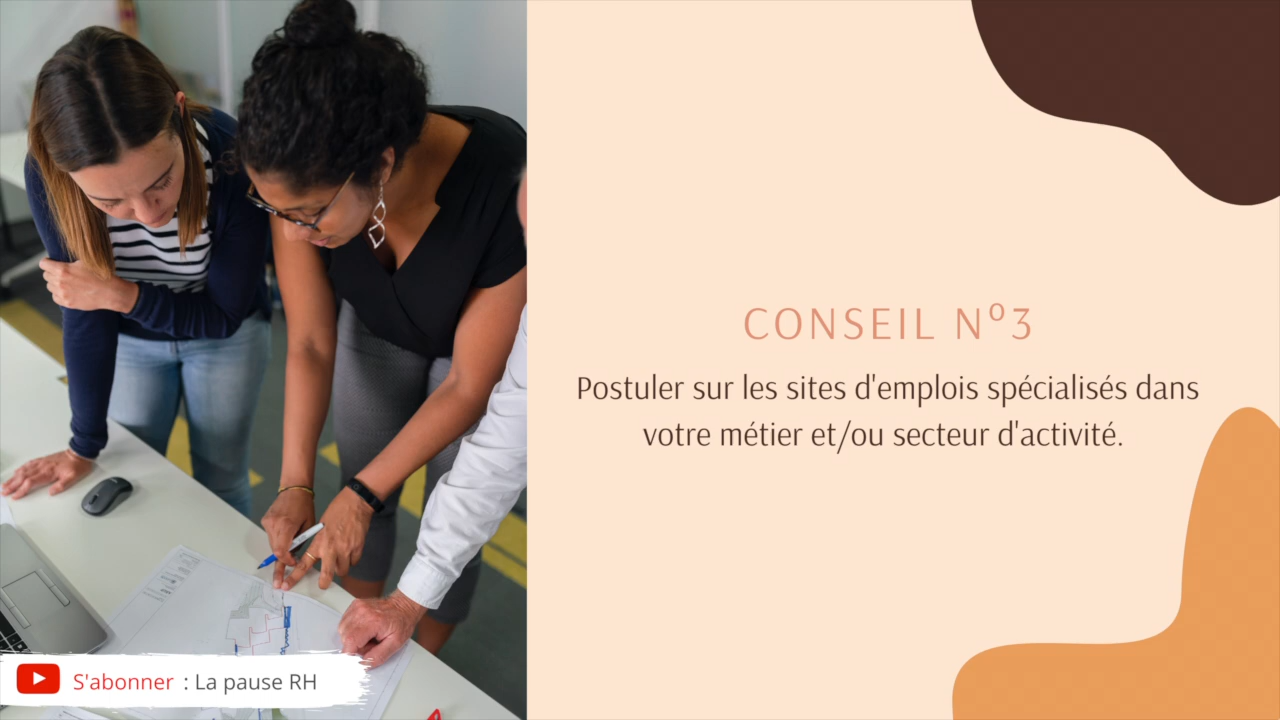 CONSEIL Nº3
Postuler sur les sites d'emplois spécialisés dans
votre métier et/ou secteur d'activité.
S'abonner : La pause RH